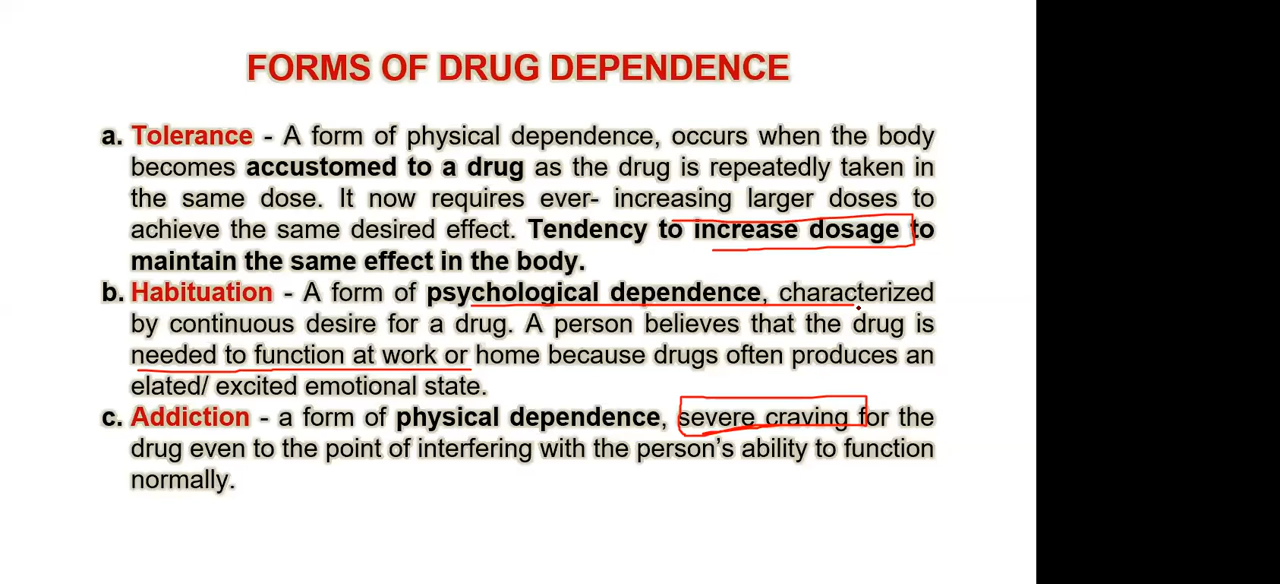 FORMS OF DRUG DEPENDENCE
a. Tolerance - A form of physical dependence, occurs when the body
becomes accustomed to a drug as the drug is repeatedly taken in
the same dose. It now requires ever- increasing larger doses to
achieve the same desired effect. Tendency to increase dosage to
maintain the same effect in the body.
b. Habituation - A form of psychological dependence, characterized
by continuous desire for a drug. A person believes that the drug is
needed to function at work or home because drugs often produces an
elated/ excited emotional state.
c. Addiction - a form of physical dependence, severe craving for the
drug even to the point of interfering with the person's ability to function
normally.